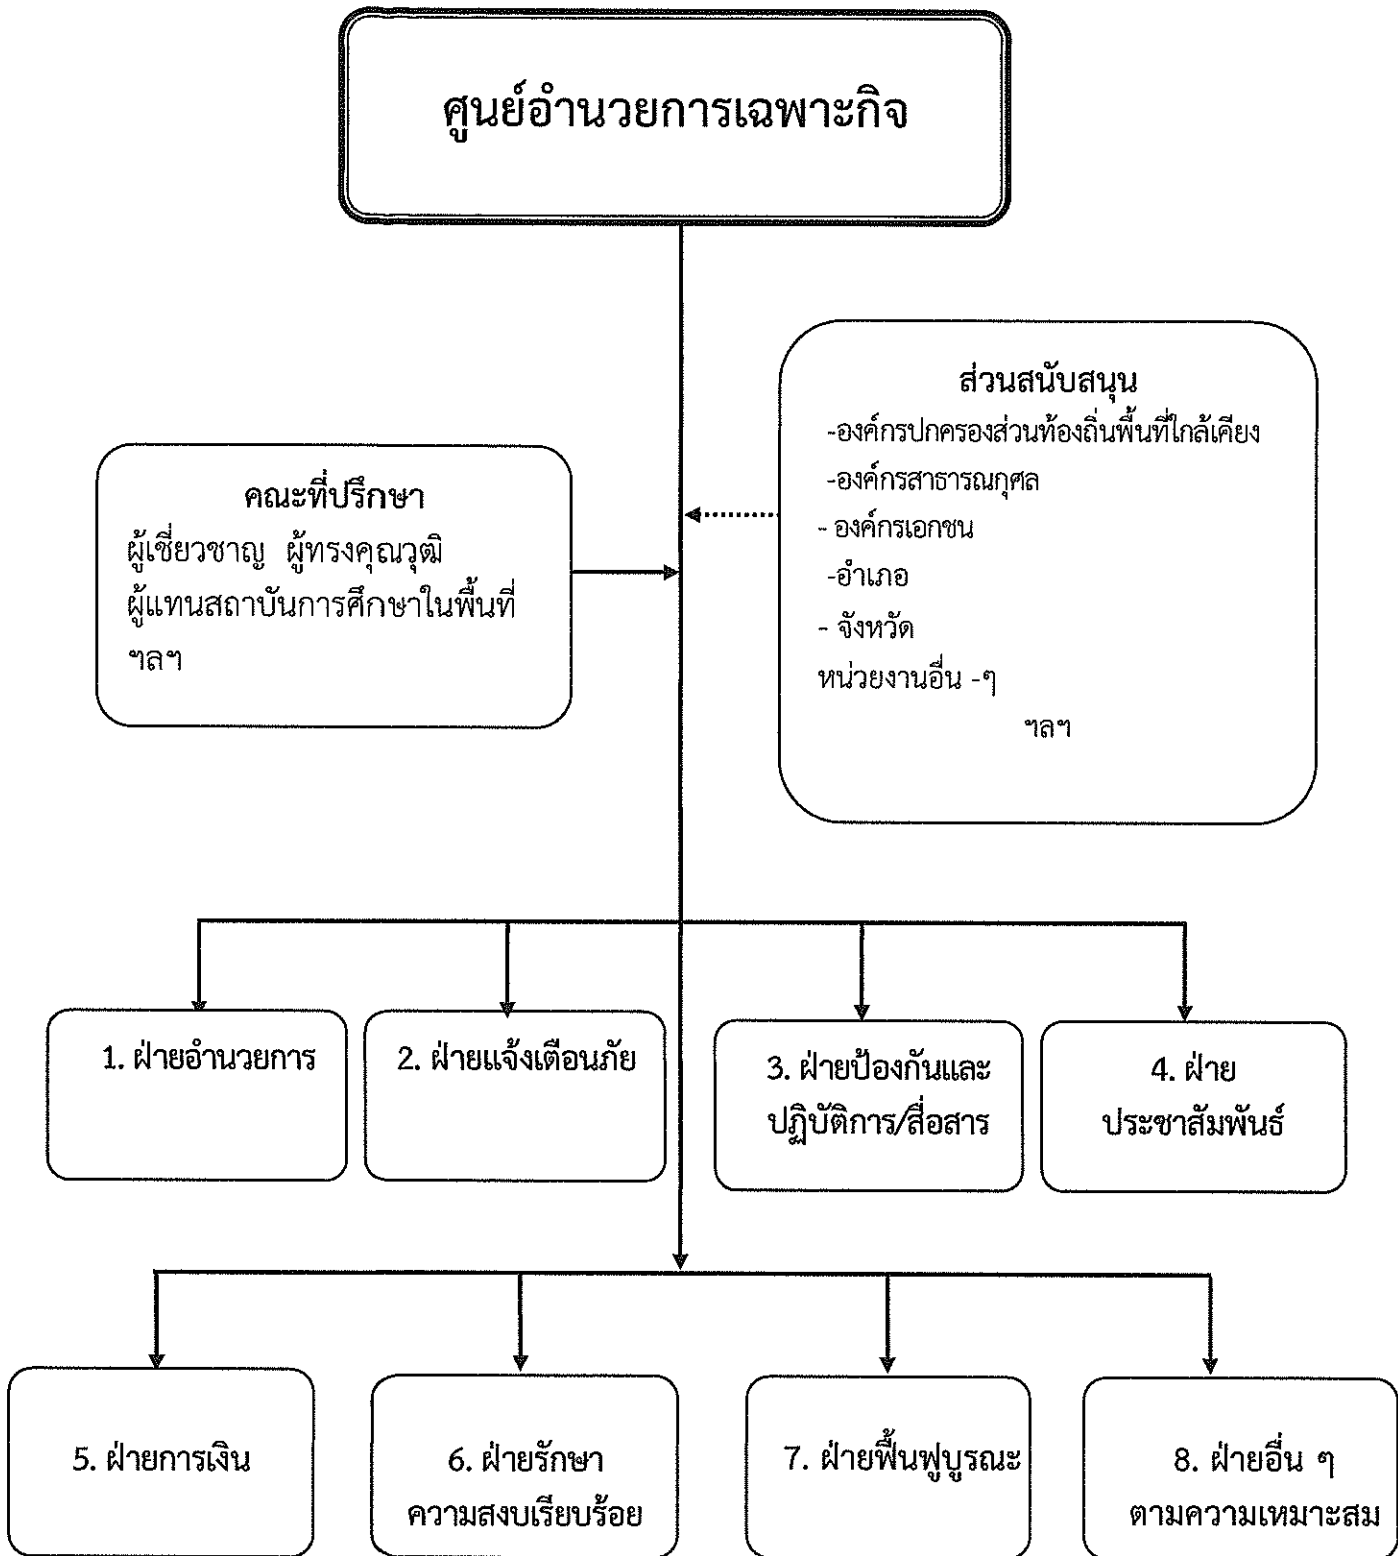 ศูนย์อำนวยการเฉพาะกิจ
คณะที่ปรึกษา
ผู้เชี่ยวชาญ ผู้ทรงคุณวุฒิ
ผู้แทนสถาบันการศึกษาในพื้นที่
ฯลฯ
ส่วนสนับสนุน
-องค์กรปกครองส่วนท้องถิ่นพื้นที่ใกล้เคียง
-องค์กรสาธารณกุศล
- องค์กรเอกชน
-อำเภอ
- จังหวัด
หน่วยงานอื่น -ๆ
ฯลฯ
1. ฝ่ายอำนวยการ
2. ฝ่ายแจ้งเตือนภัย
3. ฝ่ายป้องกันและ
ปฏิบัติการ/สื่อสาร
4. ฝ่าย
ประชาสัมพันธ์
5. ฝ่ายการเงิน
6. ฝ่ายรักษา
ความสงบเรียบร้อย
7. ฝ่ายฟื้นฟูบูรณะ
8. ฝ่ายอื่น ๆ
ตามความเหมาะสม